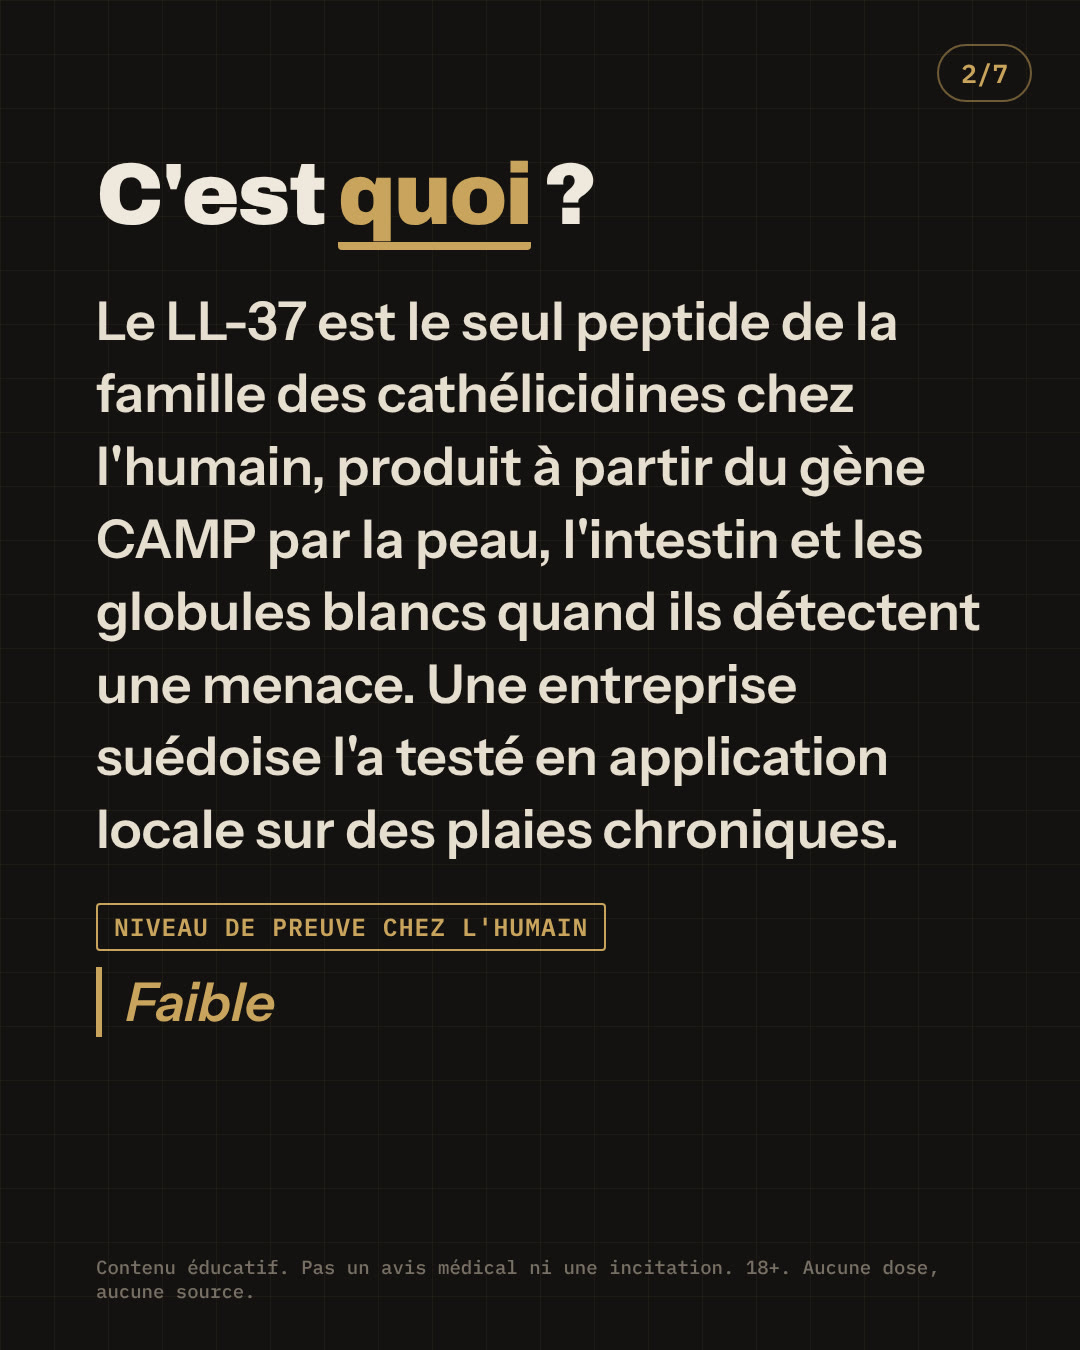 2/7
C'est quoi ?
Le LL-37 est le seul peptide de la
famille des cathélicidines chez
l'humain, produit à partir du gène
CAMP par la peau, l'intestin et les
globules blancs quand ils détectent
une menace. Une entreprise
suédoise l'a testé en application
locale sur des plaies chroniques.
NIVEAU DE PREUVE CHEZ L'HUMAIN
Faible
Contenu éducatif. Pas un avis médical ni une incitation. 18+. Aucune dose,
aucune source.